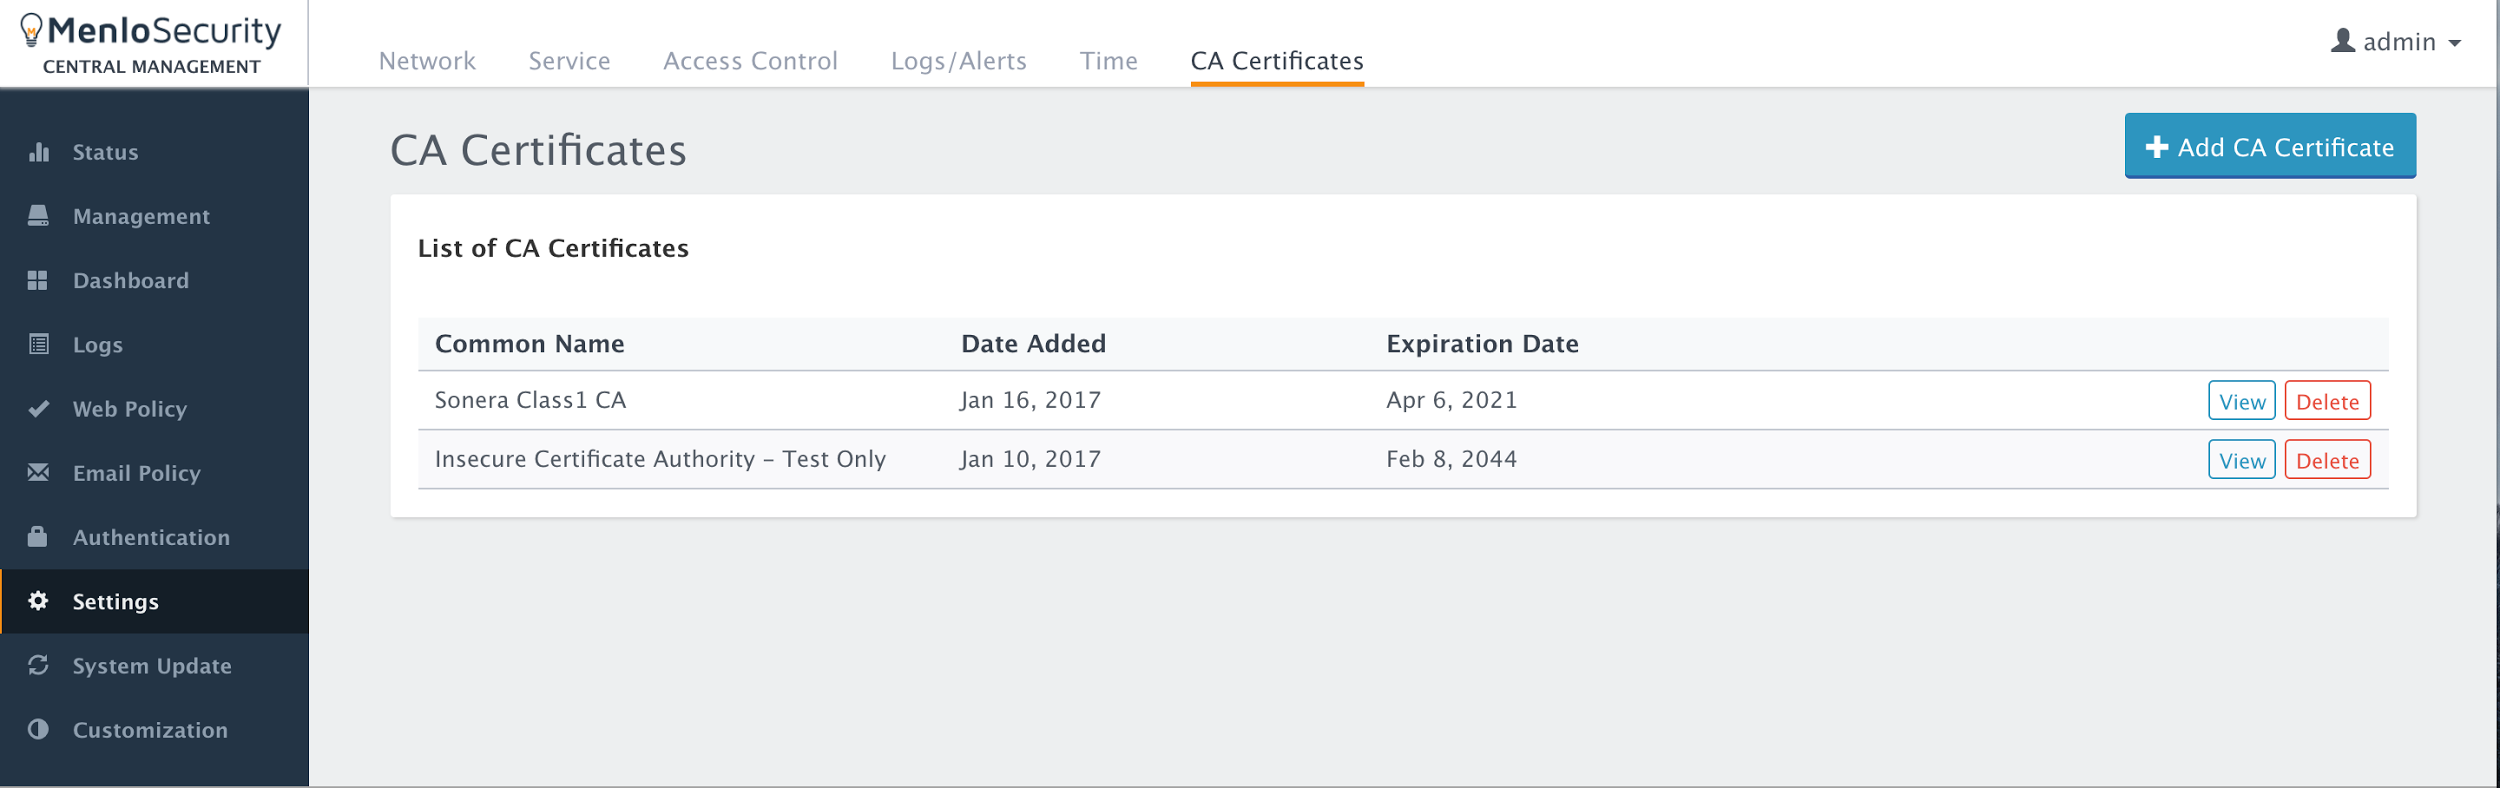 MenloSecurity
CENTRAL MANAGEMENT
Network Service Access Control Logs/Alerts Time CA Certificates
admin
Status
Management
Dashboard
Logs
Web Policy
Email Policy
Authentication
Settings
System Update
Customization
CA Certificates
+ Add CA Certificate
List of CA Certificates
Common Name Date Added Expiration Date
Sonera Class1 CA Jan 16, 2017 Apr 6, 2021 View Delete
Insecure Certificate Authority – Test Only Jan 10, 2017 Feb 8, 2044 View Delete